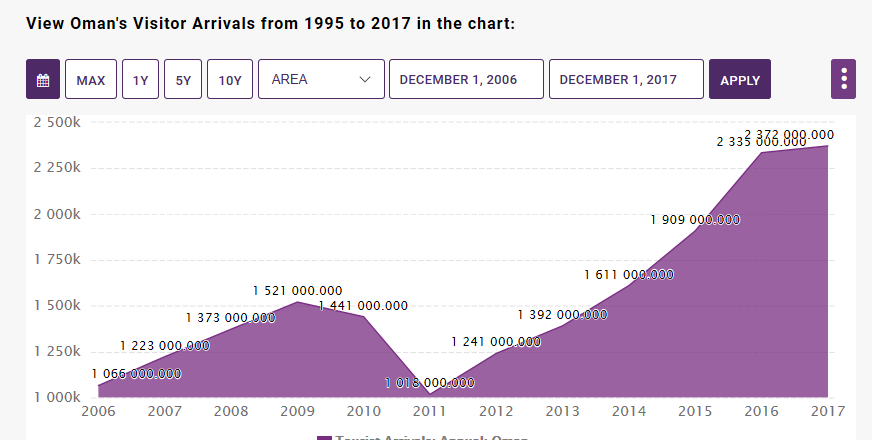 View Oman's Visitor Arrivals from 1995 to 2017 in the chart:
MAX 1Y 5Y 10Y AREA DECEMBER 1, 2006 DECEMBER 1, 2017 APPLY
2 500k
2 372 000.000
2 335 000.000
2 250k
2 000k
1 909 000.000
1 750k
1 611 000.000
1 521 000.000
1 500k
1 441 000.000
1 392 000.000
1 373 000.000
1 241 000.000
1 223 000.000
1 250k
1 066 000.000
1 018 000.000
1 000k
2006 2007 2008 2009 2010 2011 2012 2013 2014 2015 2016 2017
Tourist Arrivals: Annual: Oman